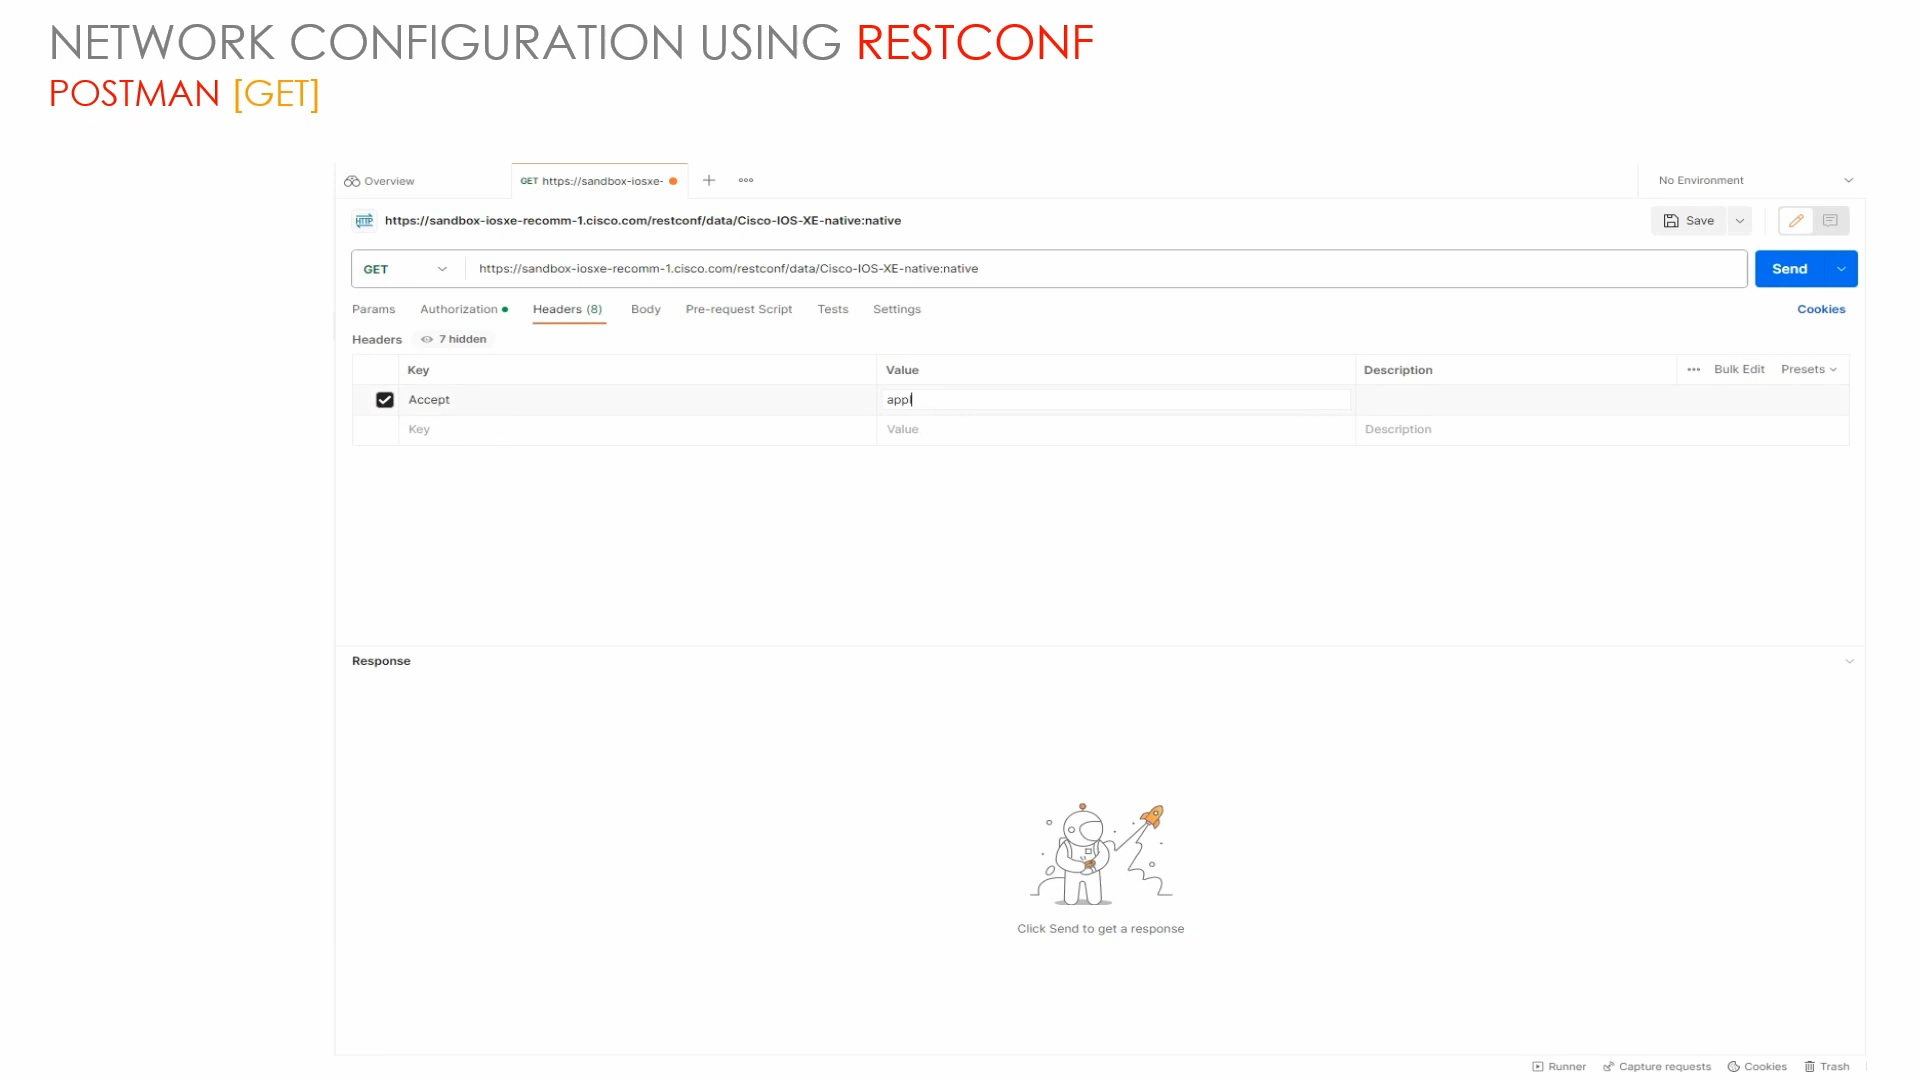 NETWORK CONFIGURATION USING RESTCONF
POSTMAN [GET]
Overview
GET https://sandbox-iosxe-
No Environment
HTTP
https://sandbox-iosxe-recomm-1.cisco.com/restconf/data/Cisco-IOS-XE-native:native
Save
GET
https://sandbox-iosxe-recomm-1.cisco.com/restconf/data/Cisco-IOS-XE-native:native
Send
Params Authorization Headers (8) Body Pre-request Script Tests Settings Cookies
Headers 7 hidden
Key Value Description Bulk Edit Presets
Accept appl
Key Value Description
Response
Click Send to get a response
Runner Capture requests Cookies Trash